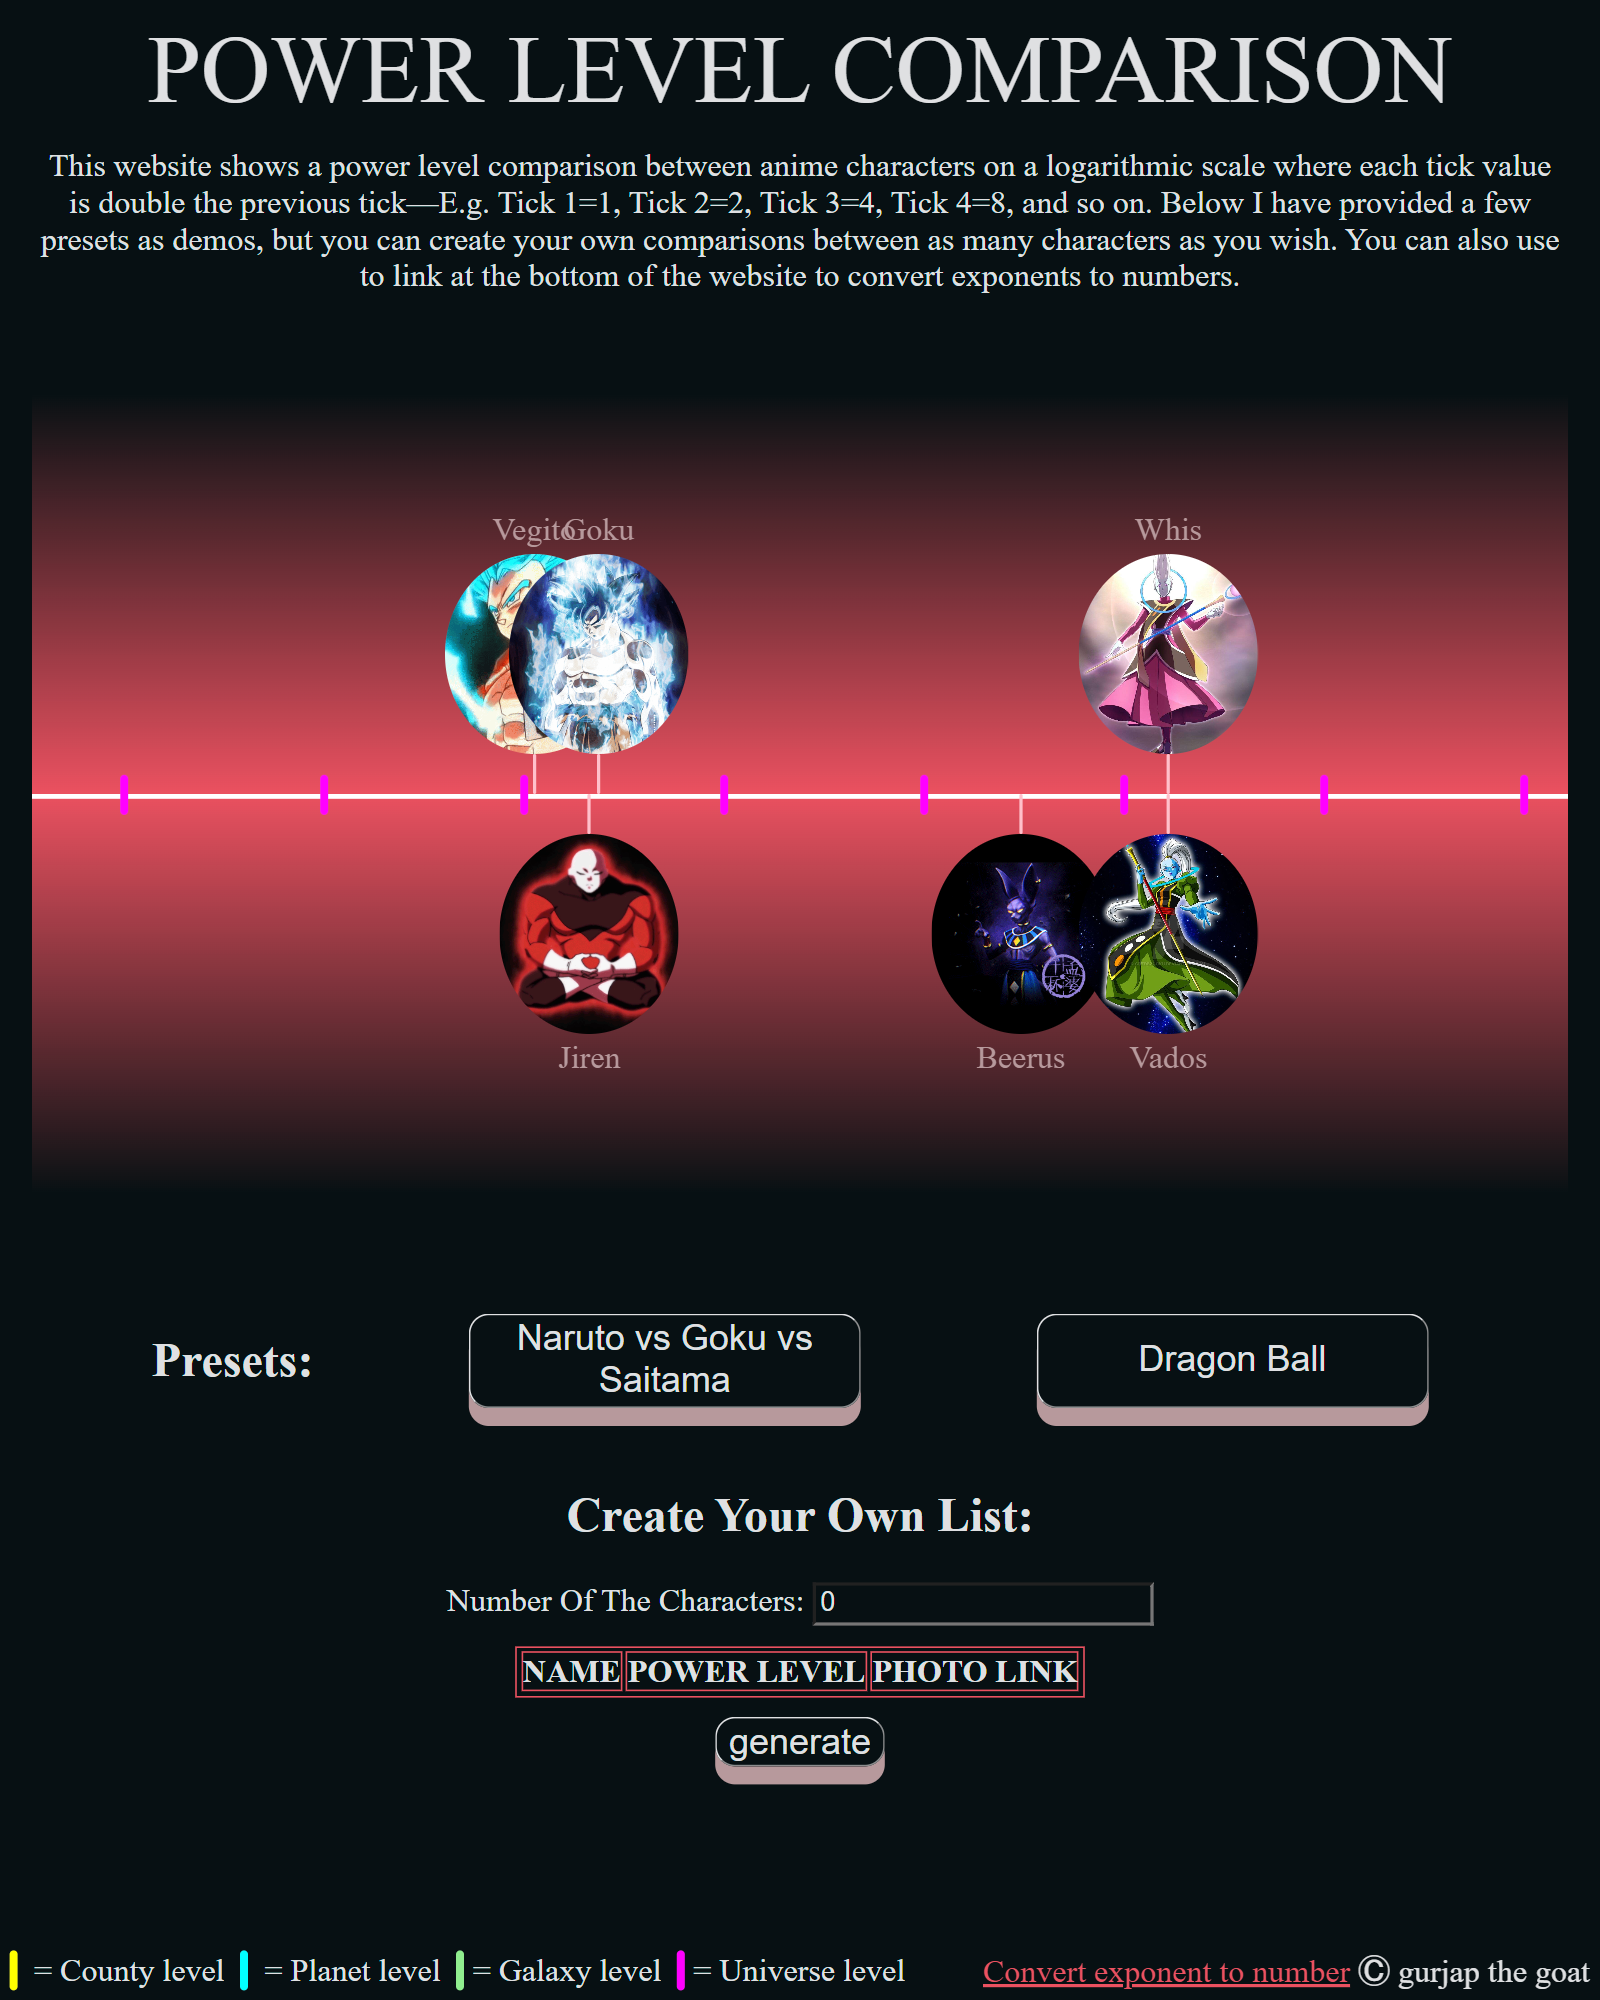 POWER LEVEL COMPARISON
This website shows a power level comparison between anime characters on a logarithmic scale where each tick value
is double the previous tick—E.g. Tick 1=1, Tick 2=2, Tick 3=4, Tick 4=8, and so on. Below I have provided a few
presets as demos, but you can create your own comparisons between as many characters as you wish. You can also use
to link at the bottom of the website to convert exponents to numbers.
Vegito Goku Whis
Jiren Beerus Vados
Presets:
Naruto vs Goku vs
Saitama
Dragon Ball
Create Your Own List:
Number Of The Characters: 0
NAME POWER LEVEL PHOTO LINK
generate
= County level = Planet level = Galaxy level = Universe level Convert exponent to number © gurjap the goat